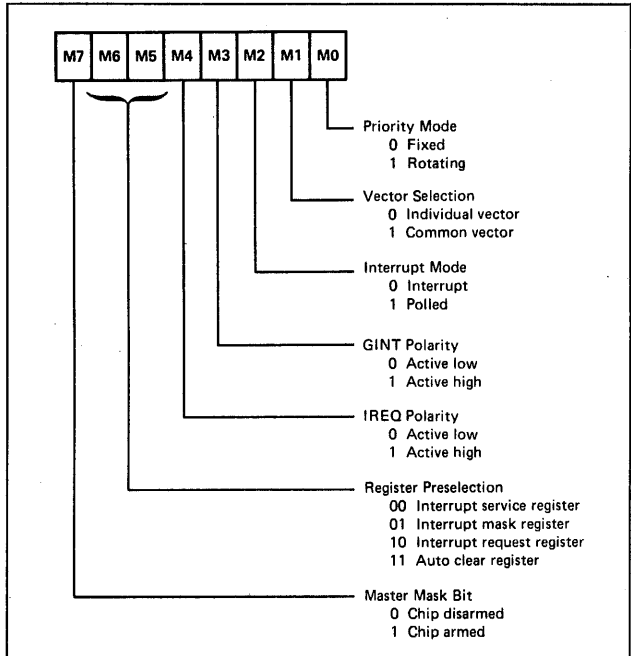 M7 M6 M5 M4 M3 M2 M1 M0
Priority Mode
0 Fixed
1 Rotating
Vector Selection
0 Individual vector
1 Common vector
Interrupt Mode
0 Interrupt
1 Polled
GINT Polarity
0 Active low
1 Active high
IREQ Polarity
0 Active low
1 Active high
Register Preselection
00 Interrupt service register
01 Interrupt mask register
10 Interrupt request register
11 Auto clear register
Master Mask Bit
0 Chip disarmed
1 Chip armed